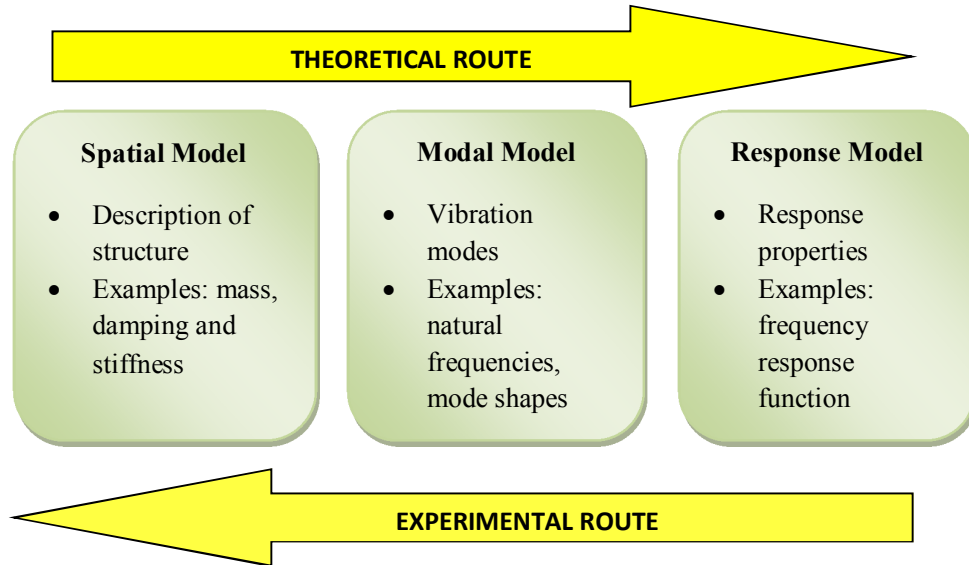 THEORETICAL ROUTE
Spatial Model
• Description of
structure
• Examples: mass,
damping and
stiffness
Modal Model
• Vibration
modes
• Examples:
natural
frequencies,
mode shapes
Response Model
• Response
properties
• Examples:
frequency
response
function
EXPERIMENTAL ROUTE